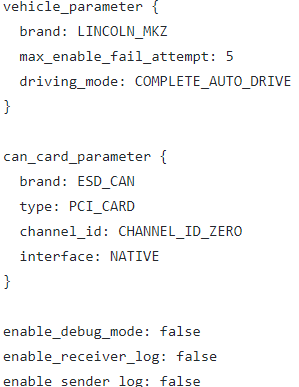 vehicle_parameter {
  brand: LINCOLN_MKZ
  max_enable_fail_attempt: 5
  driving_mode: COMPLETE_AUTO_DRIVE
}

can_card_parameter {
  brand: ESD_CAN
  type: PCI_CARD
  channel_id: CHANNEL_ID_ZERO
  interface: NATIVE
}

enable_debug_mode: false
enable_receiver_log: false
enable_sender_log: false